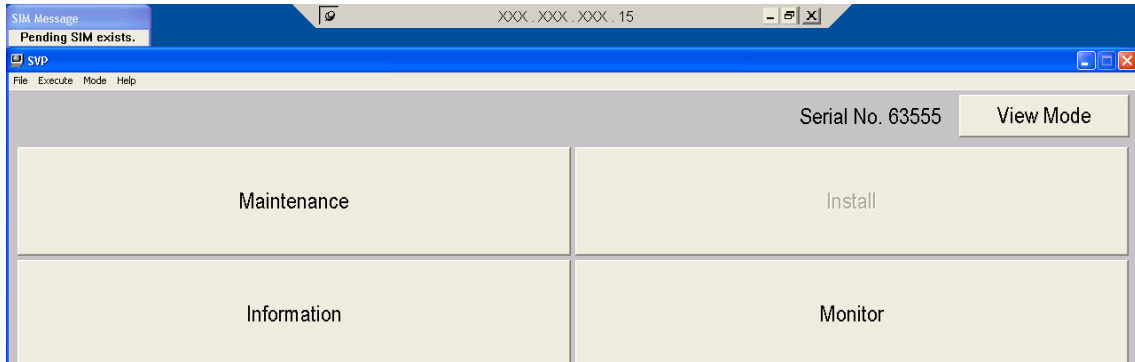 SIM Message
XXX . XXX . XXX . 15
Pending SIM exists.
SVP
File Execute Mode Help
Serial No. 63555
View Mode
Maintenance
Install
Information
Monitor